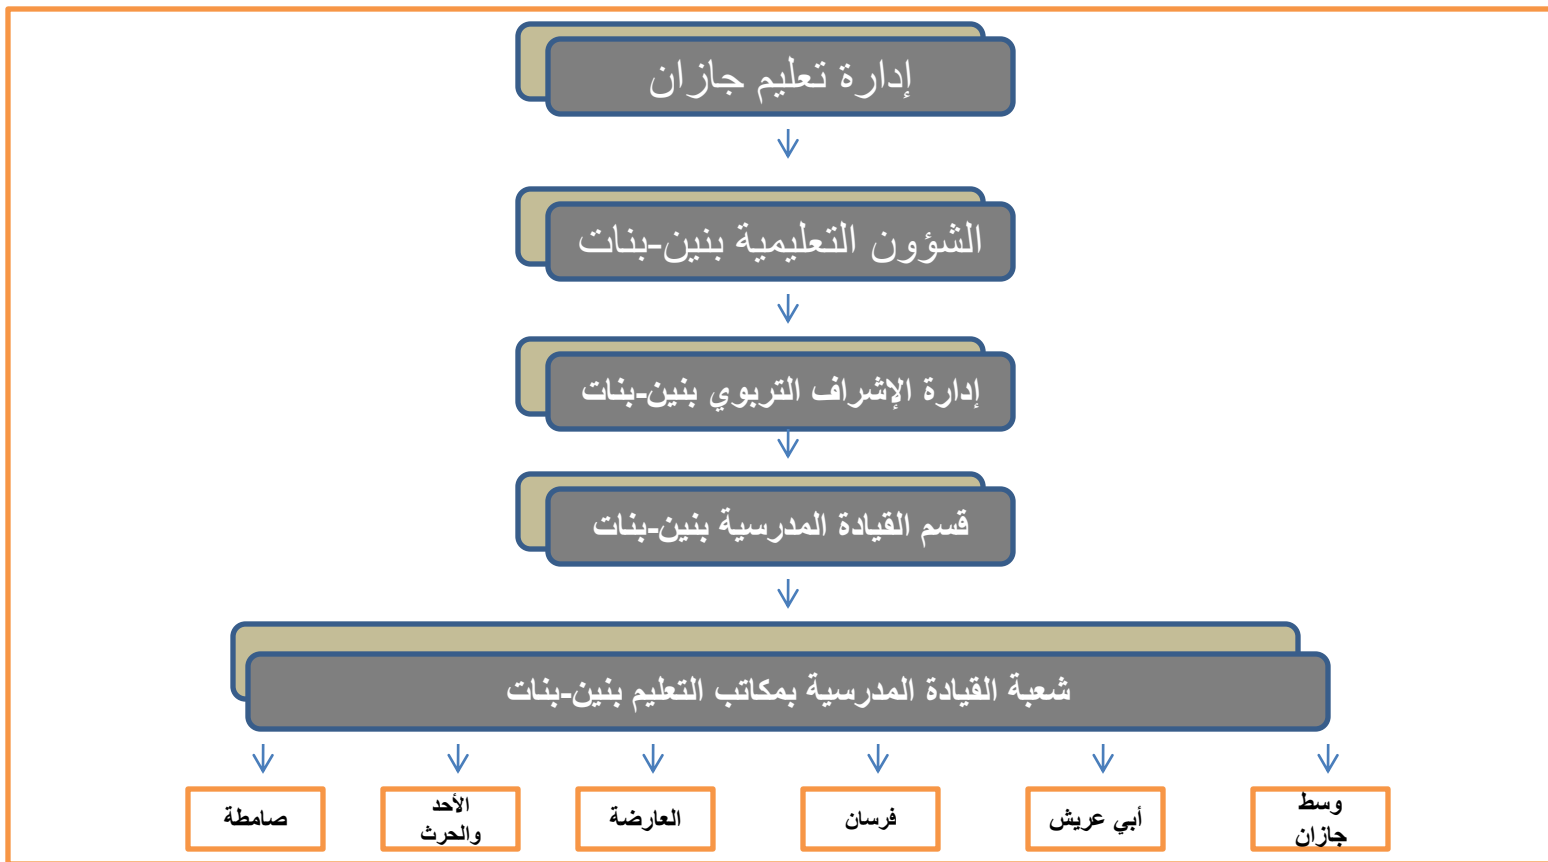 إدارة تعليم جازان
الشؤون التعليمية بنين-بنات
إدارة الإشراف التربوي بنين-بنات
قسم القيادة المدرسية بنين-بنات
شعبة القيادة المدرسية بمكاتب التعليم بنين-بنات
وسط
جازان
أبي عريش
فرسان
العارضة
الأحد
والحرث
صامطة